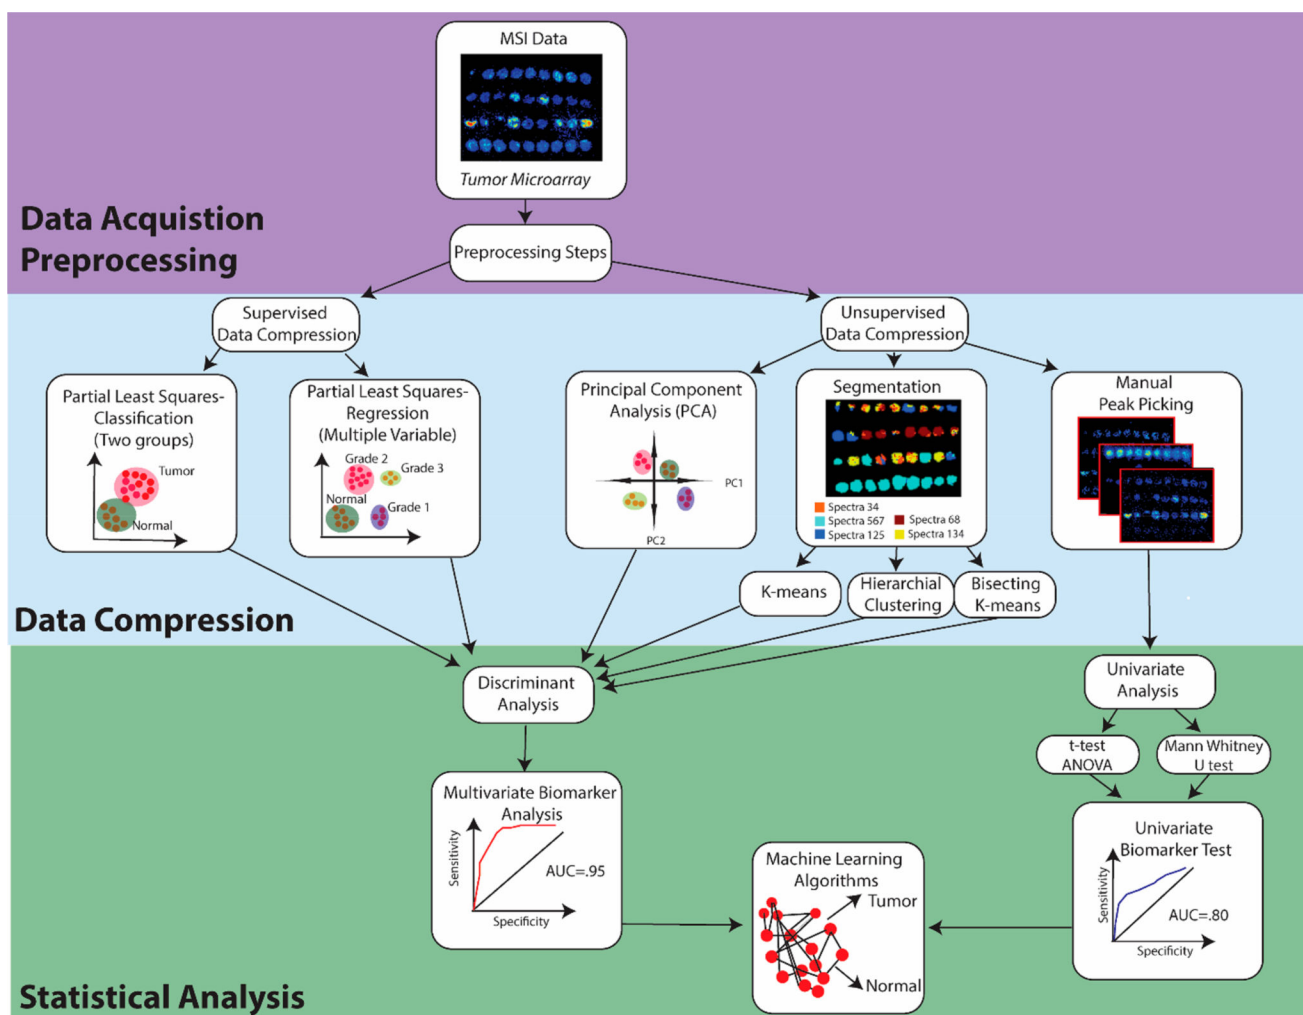 MSI Data
Tumor Microarray
Data Acquistion
Preprocessing
Preprocessing Steps
Supervised
Data Compression
Unsupervised
Data Compression
Partial Least Squares-
Classification
(Two groups)
Tumor
Normal
Partial Least Squares-
Regression
(Multiple Variable)
Grade 2
Grade 3
Normal
Grade 1
Principal Component
Analysis (PCA)
PC1
PC2
Segmentation
Spectra 34
Spectra 567
Spectra 68
Spectra 125
Spectra 134
Manual
Peak Picking
K-means
Hierarchial
Clustering
Bisecting
K-means
Data Compression
Discriminant
Analysis
Univariate
Analysis
t-test
ANOVA
Mann Whitney
U test
Multivariate Biomarker
Analysis
Sensitivity
AUC=.95
Specificity
Machine Learning
Algorithms
Tumor
Normal
Univariate
Biomarker Test
Sensitivity
AUC=.80
Specificity
Statistical Analysis